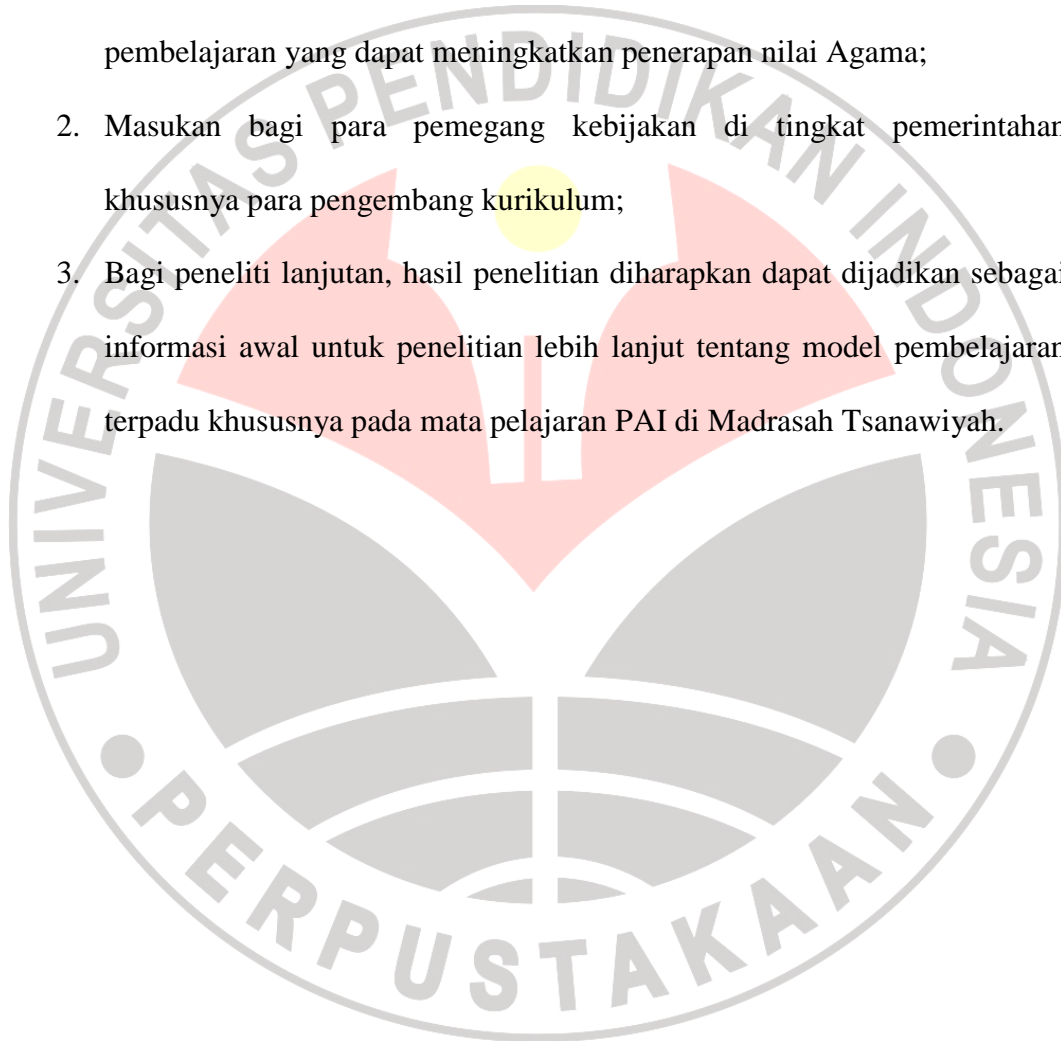 pembelajaran yang dapat meningkatkan penerapan nilai Agama;
2. Masukan bagi para pemegang kebijakan di tingkat pemerintahan
khususnya para pengembang kurikulum;
3. Bagi peneliti lanjutan, hasil penelitian diharapkan dapat dijadikan sebagai
informasi awal untuk penelitian lebih lanjut tentang model pembelajaran
terpadu khususnya pada mata pelajaran PAI di Madrasah Tsanawiyah.
UNIVERSITAS PENDIDIKAN INDONESIA
PERPUSTAKAAN